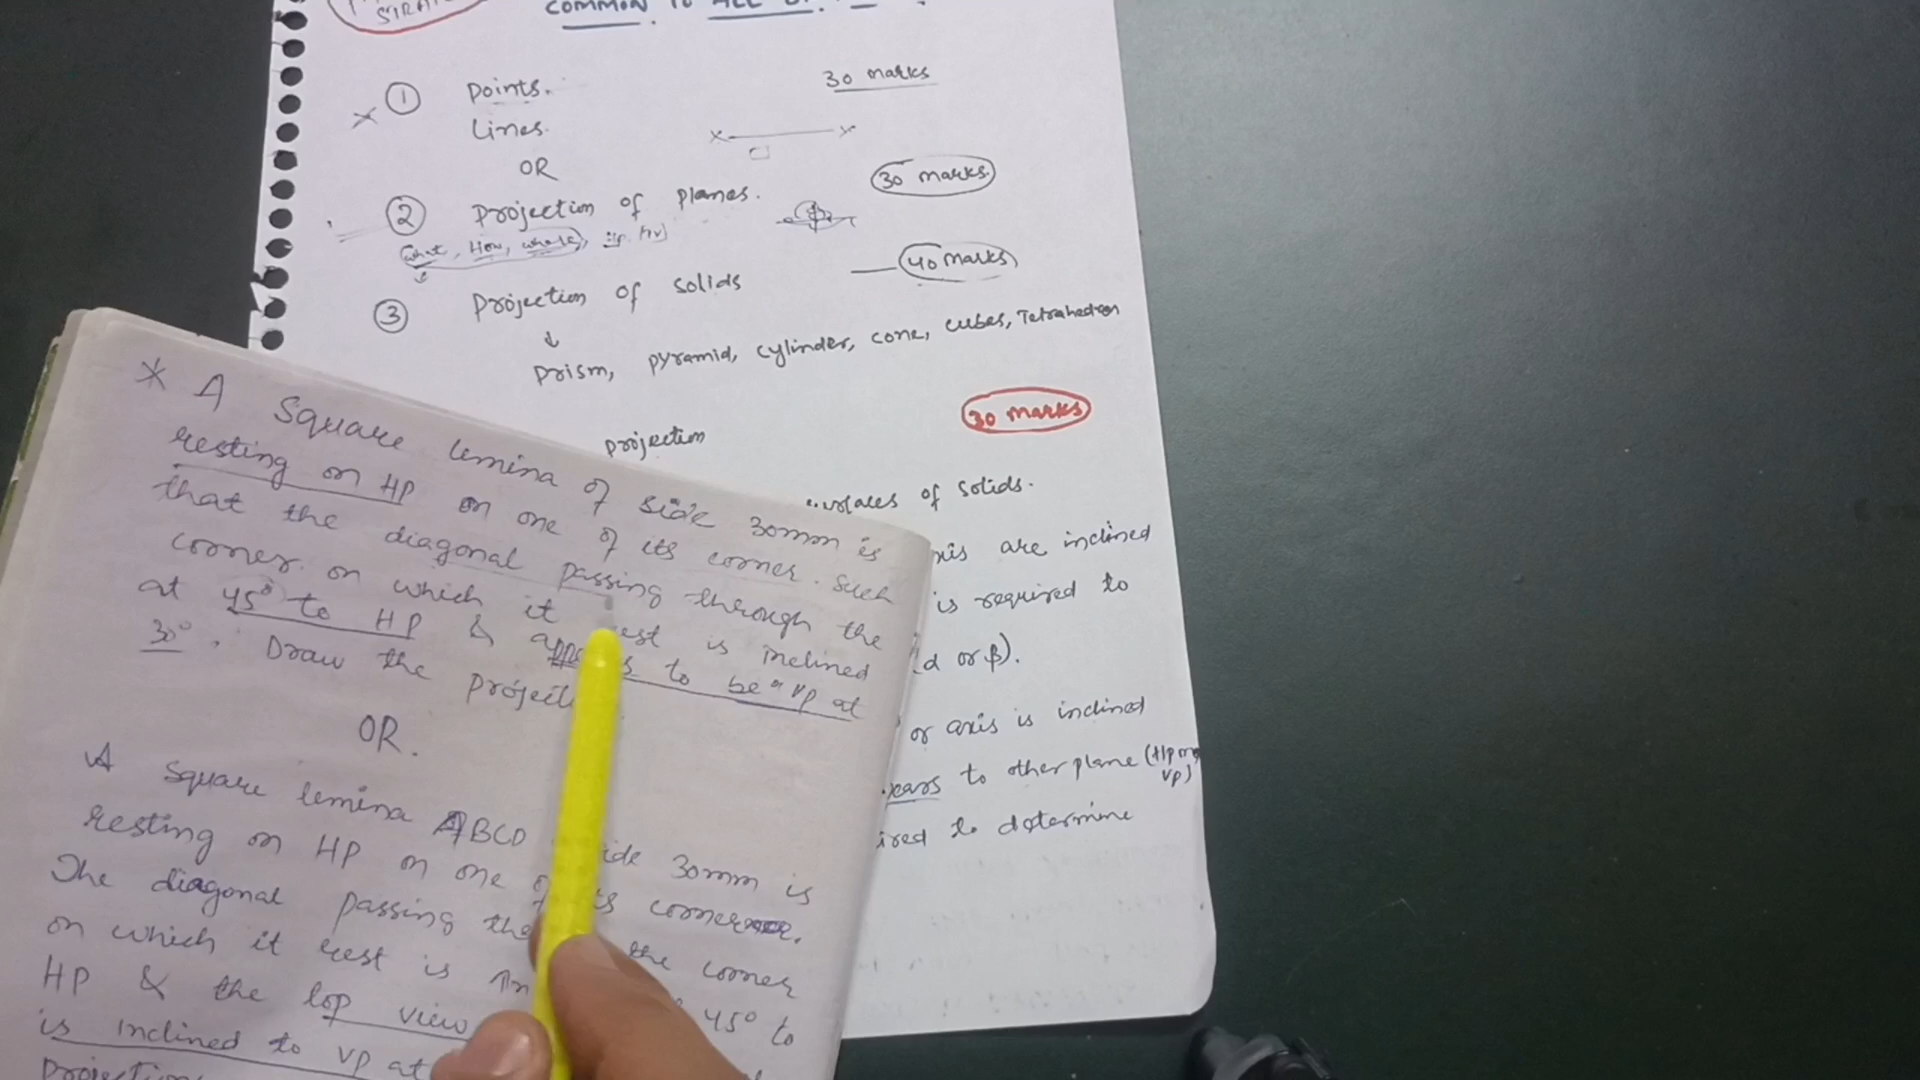 COMMON TO ALL
① Points. 30 marks
Lines.
OR
② Projection of planes. 30 marks.
what, How, where,
③ Projection of solids 40 marks
Prism, pyramid, cylinder, cone, cubes, Tetrahedron
30 marks
projection
of solids.
are inclined
is required to
d or β).
or axis is inclined
to other plane (HP or
VP)
to determine
* A Square lemina of side 30mm is
resting on HP on one of its corner. such
that the diagonal passing through the
corner on which it rest is inclined
at 45° to HP & appears to be VP at
30°. Draw the
OR.
A Square lemina ABCD 30mm is
resting on HP on one of its corner.
The diagonal passing the corner
on which it rest is 45° to
HP & the top view
is inclined to VP at